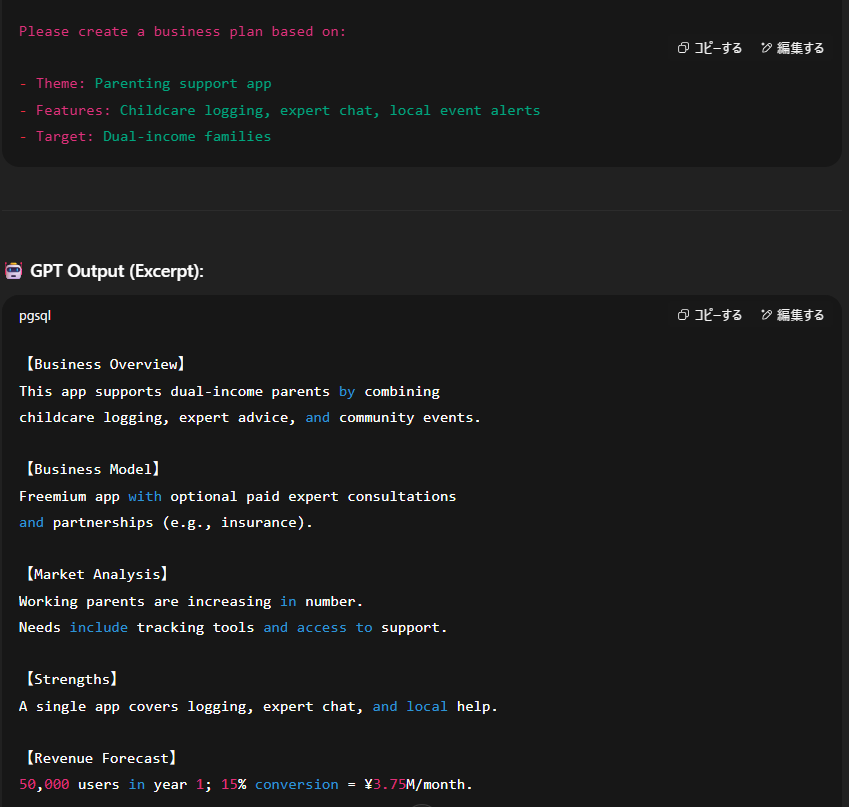 Please create a business plan based on:
コピーする 編集する
- Theme: Parenting support app
- Features: Childcare logging, expert chat, local event alerts
- Target: Dual-income families
GPT Output (Excerpt):
pgsql コピーする 編集する
【Business Overview】
This app supports dual-income parents by combining
childcare logging, expert advice, and community events.
【Business Model】
Freemium app with optional paid expert consultations
and partnerships (e.g., insurance).
【Market Analysis】
Working parents are increasing in number.
Needs include tracking tools and access to support.
【Strengths】
A single app covers logging, expert chat, and local help.
【Revenue Forecast】
50,000 users in year 1; 15% conversion = ¥3.75M/month.